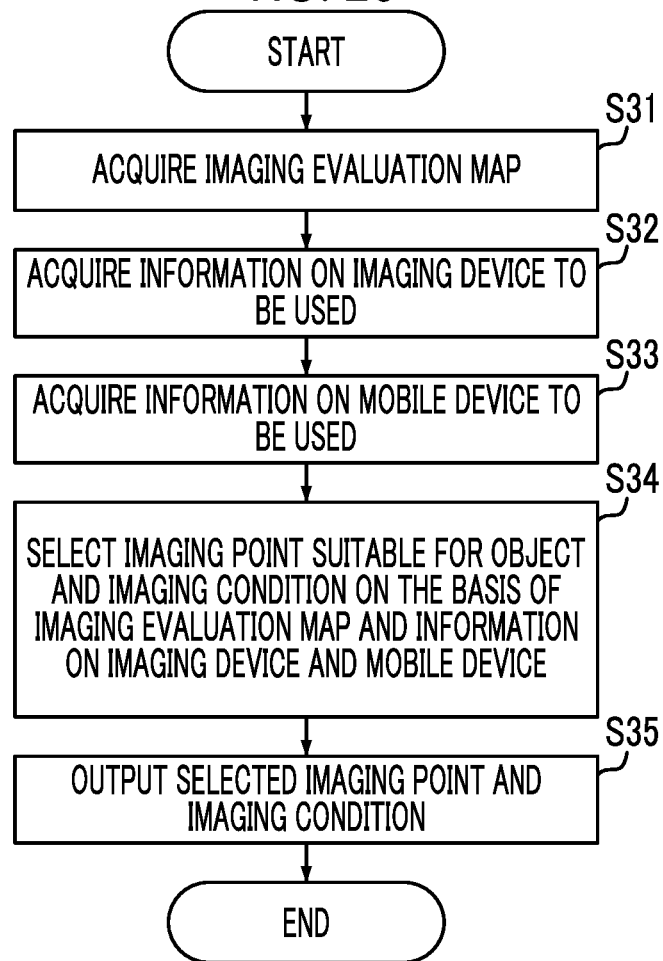 START
S31
ACQUIRE IMAGING EVALUATION MAP
S32
ACQUIRE INFORMATION ON IMAGING DEVICE TO
BE USED
S33
ACQUIRE INFORMATION ON MOBILE DEVICE TO
BE USED
S34
SELECT IMAGING POINT SUITABLE FOR OBJECT
AND IMAGING CONDITION ON THE BASIS OF
IMAGING EVALUATION MAP AND INFORMATION
ON IMAGING DEVICE AND MOBILE DEVICE
S35
OUTPUT SELECTED IMAGING POINT AND
IMAGING CONDITION
END